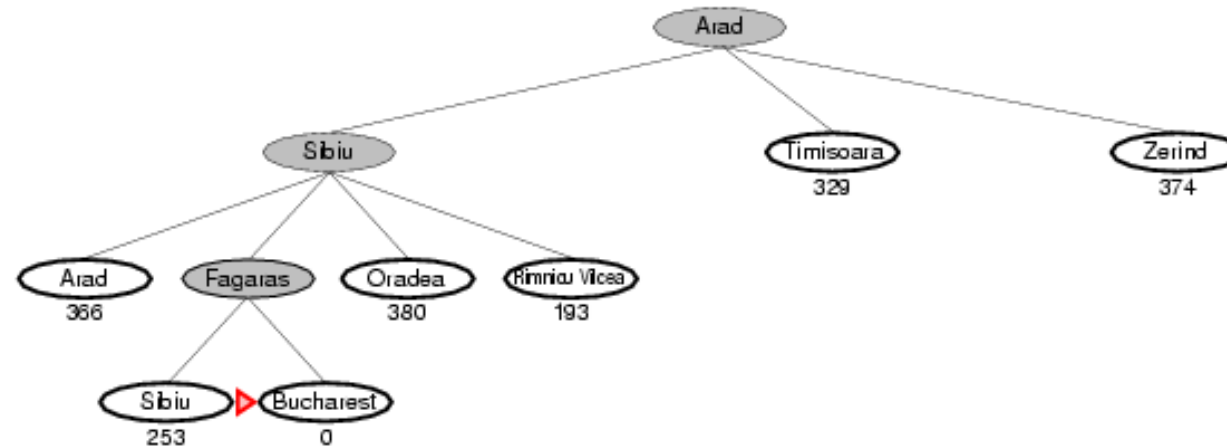 Arad
Sibiu
Timisoara
Zerind
329
374
Arad
Fagaras
Oradea
Rimnicu Vilcea
366
380
193
Sibiu
Bucharest
253
0